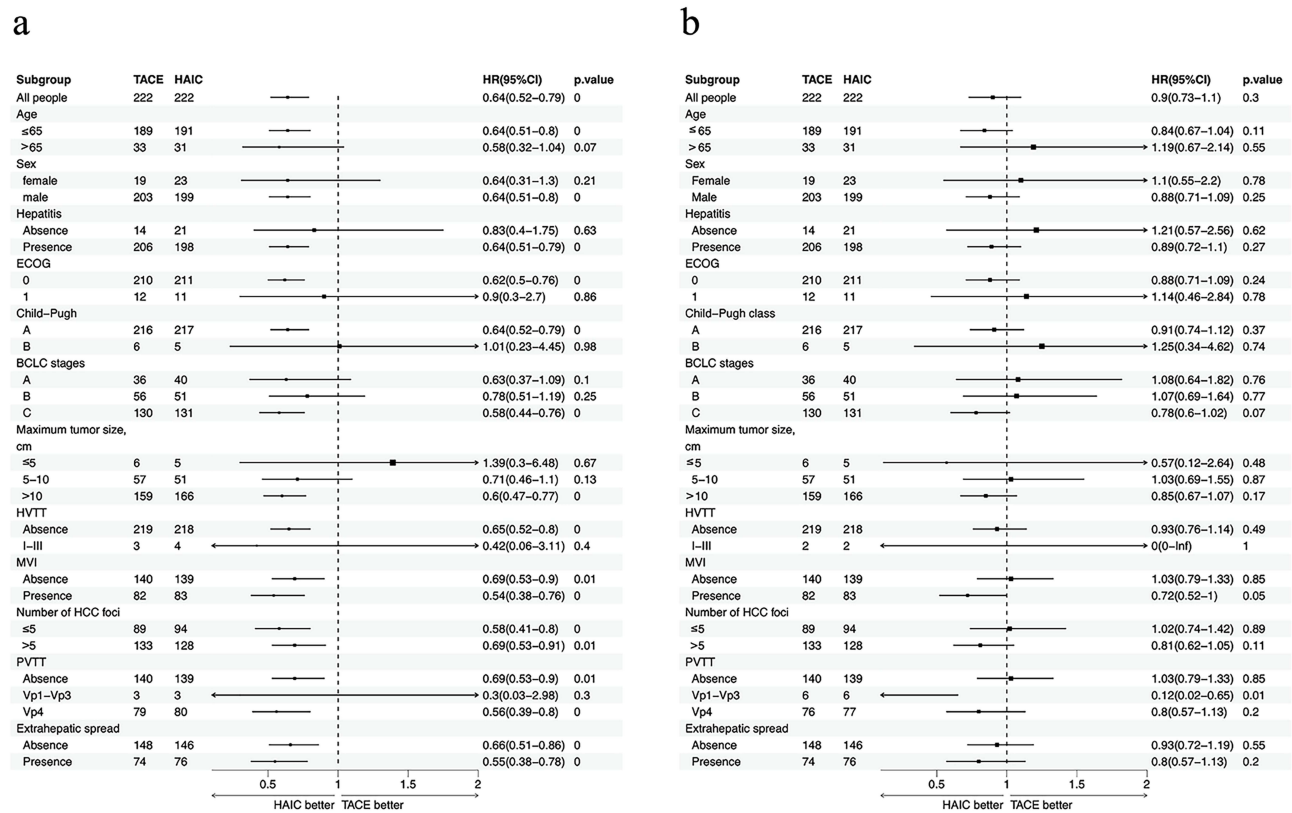 a
Subgroup TACE HAIC HR(95%CI) p.value
All people 222 222 0.64(0.52–0.79) 0
Age
≤65 189 191 0.64(0.51–0.8) 0
>65 33 31 0.58(0.32–1.04) 0.07
Sex
female 19 23 0.64(0.31–1.3) 0.21
male 203 199 0.64(0.51–0.8) 0
Hepatitis
Absence 14 21 0.83(0.4–1.75) 0.63
Presence 206 198 0.64(0.51–0.79) 0
ECOG
0 210 211 0.62(0.5–0.76) 0
1 12 11 0.9(0.3–2.7) 0.86
Child–Pugh
A 216 217 0.64(0.52–0.79) 0
B 6 5 1.01(0.23–4.45) 0.98
BCLC stages
A 36 40 0.63(0.37–1.09) 0.1
B 56 51 0.78(0.51–1.19) 0.25
C 130 131 0.58(0.44–0.76) 0
Maximum tumor size,
cm
≤5 6 5 1.39(0.3–6.48) 0.67
5–10 57 51 0.71(0.46–1.1) 0.13
>10 159 166 0.6(0.47–0.77) 0
HVTT
Absence 219 218 0.65(0.52–0.8) 0
I–III 3 4 0.42(0.06–3.11) 0.4
MVI
Absence 140 139 0.69(0.53–0.9) 0.01
Presence 82 83 0.54(0.38–0.76) 0
Number of HCC foci
≤5 89 94 0.58(0.41–0.8) 0
>5 133 128 0.69(0.53–0.91) 0.01
PVTT
Absence 140 139 0.69(0.53–0.9) 0.01
Vp1–Vp3 3 3 0.3(0.03–2.98) 0.3
Vp4 79 80 0.56(0.39–0.8) 0
Extrahepatic spread
Absence 148 146 0.66(0.51–0.86) 0
Presence 74 76 0.55(0.38–0.78) 0
0.5 1 1.5 2
HAIC better TACE better
b
Subgroup TACE HAIC HR(95%CI) p.value
All people 222 222 0.9(0.73–1.1) 0.3
Age
≤65 189 191 0.84(0.67–1.04) 0.11
>65 33 31 1.19(0.67–2.14) 0.55
Sex
Female 19 23 1.1(0.55–2.2) 0.78
Male 203 199 0.88(0.71–1.09) 0.25
Hepatitis
Absence 14 21 1.21(0.57–2.56) 0.62
Presence 206 198 0.89(0.72–1.1) 0.27
ECOG
0 210 211 0.88(0.71–1.09) 0.24
1 12 11 1.14(0.46–2.84) 0.78
Child–Pugh class
A 216 217 0.91(0.74–1.12) 0.37
B 6 5 1.25(0.34–4.62) 0.74
BCLC stages
A 36 40 1.08(0.64–1.82) 0.76
B 56 51 1.07(0.69–1.64) 0.77
C 130 131 0.78(0.6–1.02) 0.07
Maximum tumor size,
cm
≤5 6 5 0.57(0.12–2.64) 0.48
5–10 57 51 1.03(0.69–1.55) 0.87
>10 159 166 0.85(0.67–1.07) 0.17
HVTT
Absence 219 218 0.93(0.76–1.14) 0.49
I–III 2 2 0(0–Inf) 1
MVI
Absence 140 139 1.03(0.79–1.33) 0.85
Presence 82 83 0.72(0.52–1) 0.05
Number of HCC foci
≤5 89 94 1.02(0.74–1.42) 0.89
>5 133 128 0.81(0.62–1.05) 0.11
PVTT
Absence 140 139 1.03(0.79–1.33) 0.85
Vp1–Vp3 6 6 0.12(0.02–0.65) 0.01
Vp4 76 77 0.8(0.57–1.13) 0.2
Extrahepatic spread
Absence 148 146 0.93(0.72–1.19) 0.55
Presence 74 76 0.8(0.57–1.13) 0.2
0.5 1 1.5 2
HAIC better TACE better